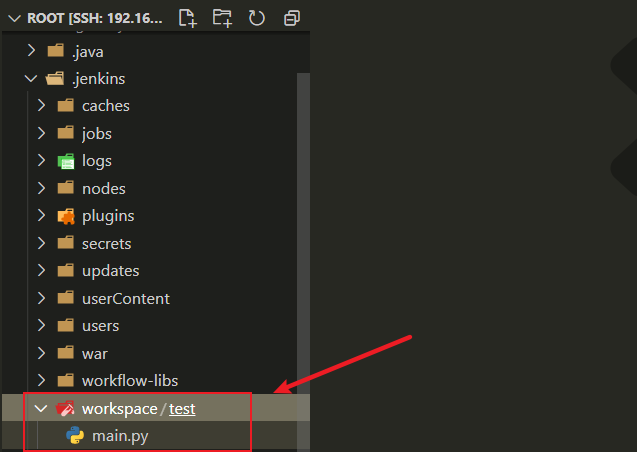 ROOT [SSH: 192.16...
.java
.jenkins
caches
jobs
logs
nodes
plugins
secrets
updates
userContent
users
war
workflow-libs
workspace / test
main.py